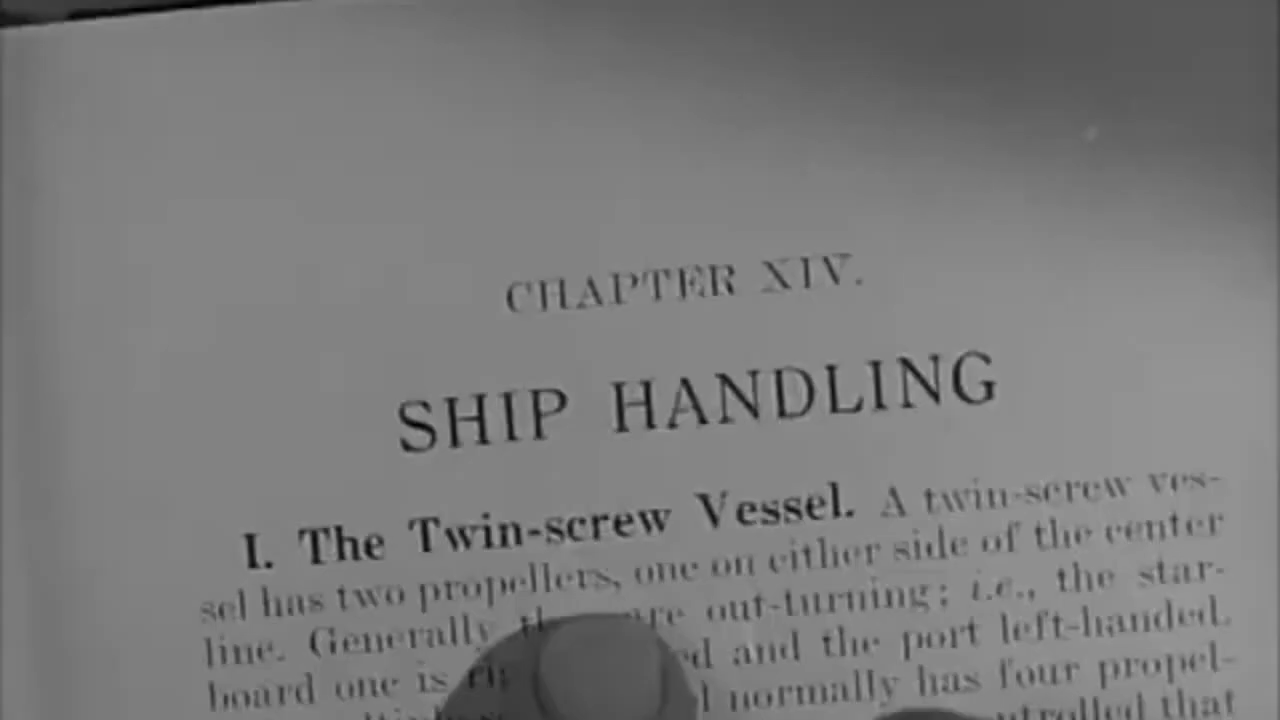 CHAPTER XIV.
SHIP HANDLING
I. The Twin-screw Vessel. A twin-screw ves-
sel has two propellers, one on either side of the center
line. Generally are out-turning; i.e., the star-
board one is and the port left-handed.
normally has four propel-
that